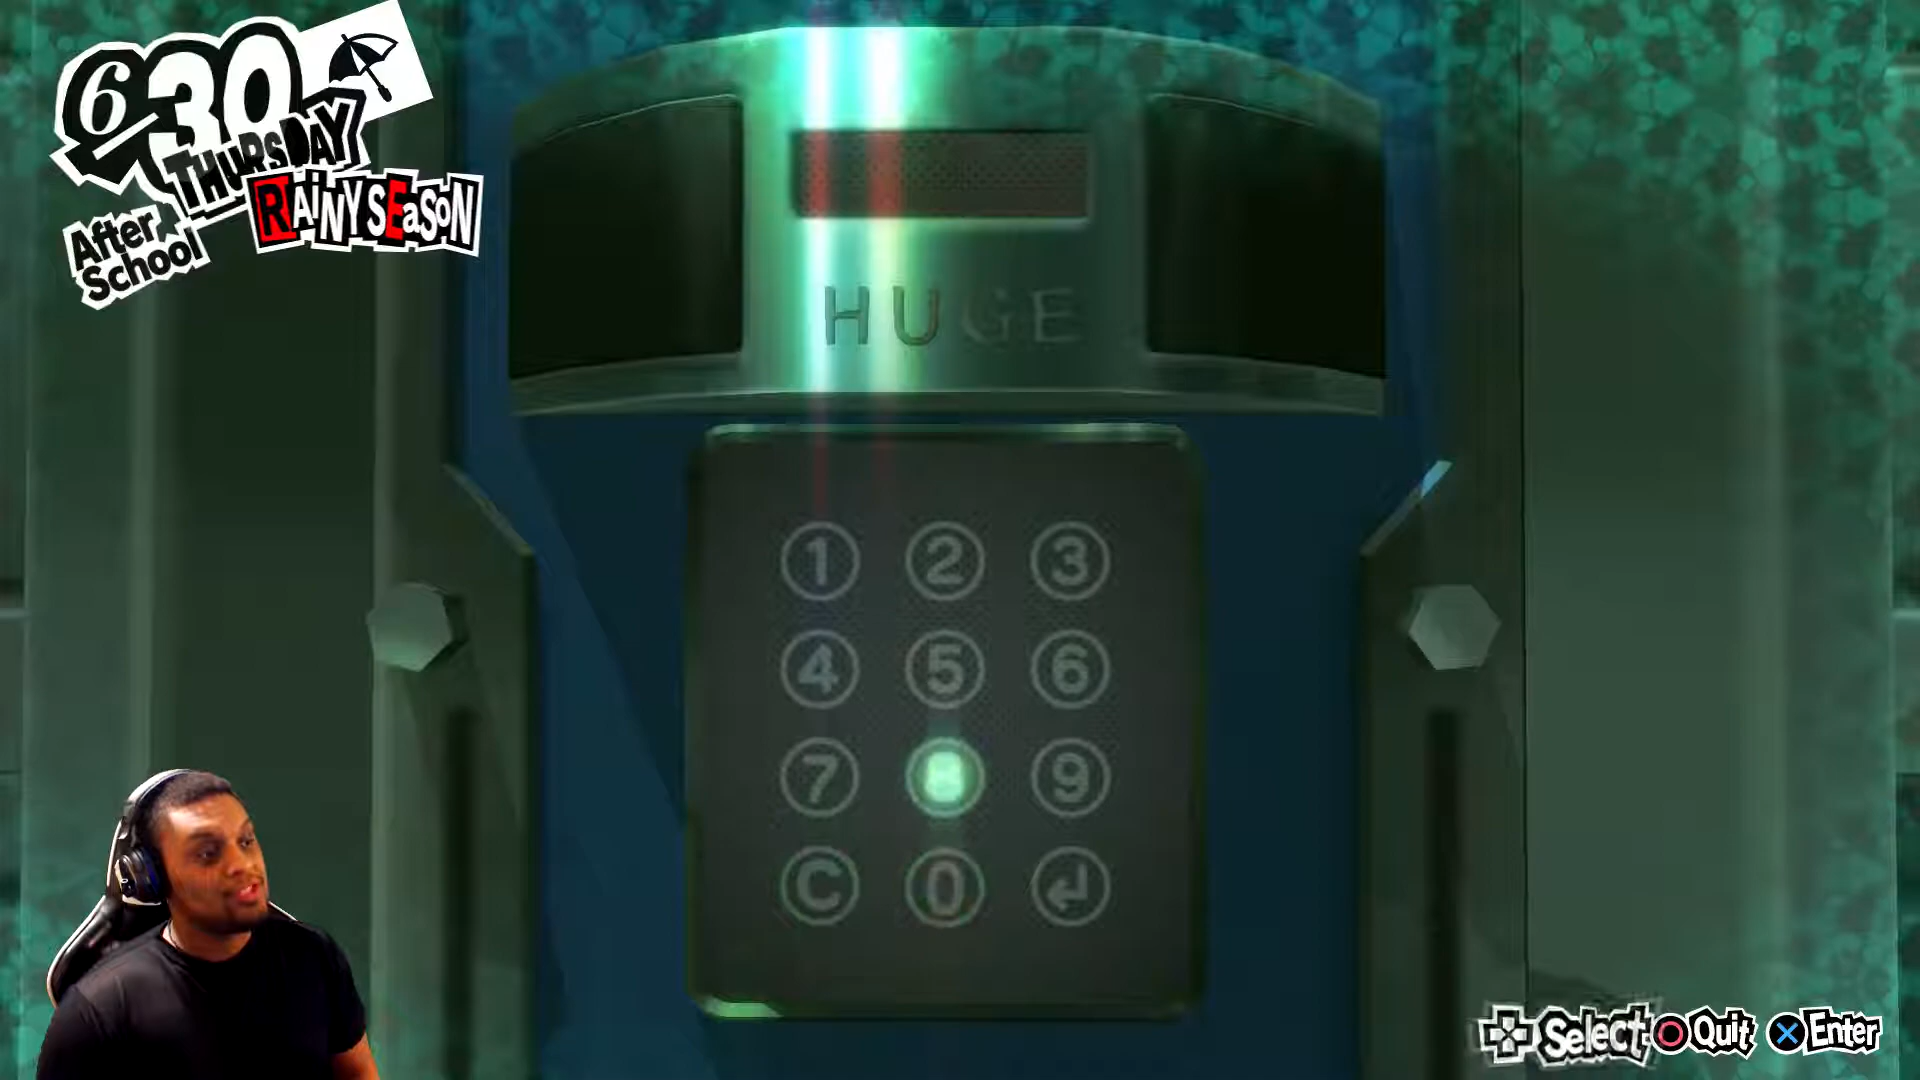 6/30
THURSDAY
RAiNY SEaSoN
After
School
HUGE
1 2 3
4 5 6
7 8 9
C 0
Select Quit Enter